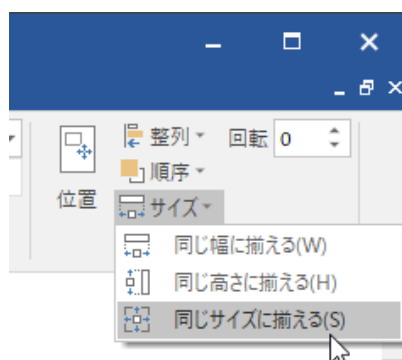 整列
回転 0
順序
位置
サイズ
同じ幅に揃える(W)
同じ高さに揃える(H)
同じサイズに揃える(S)